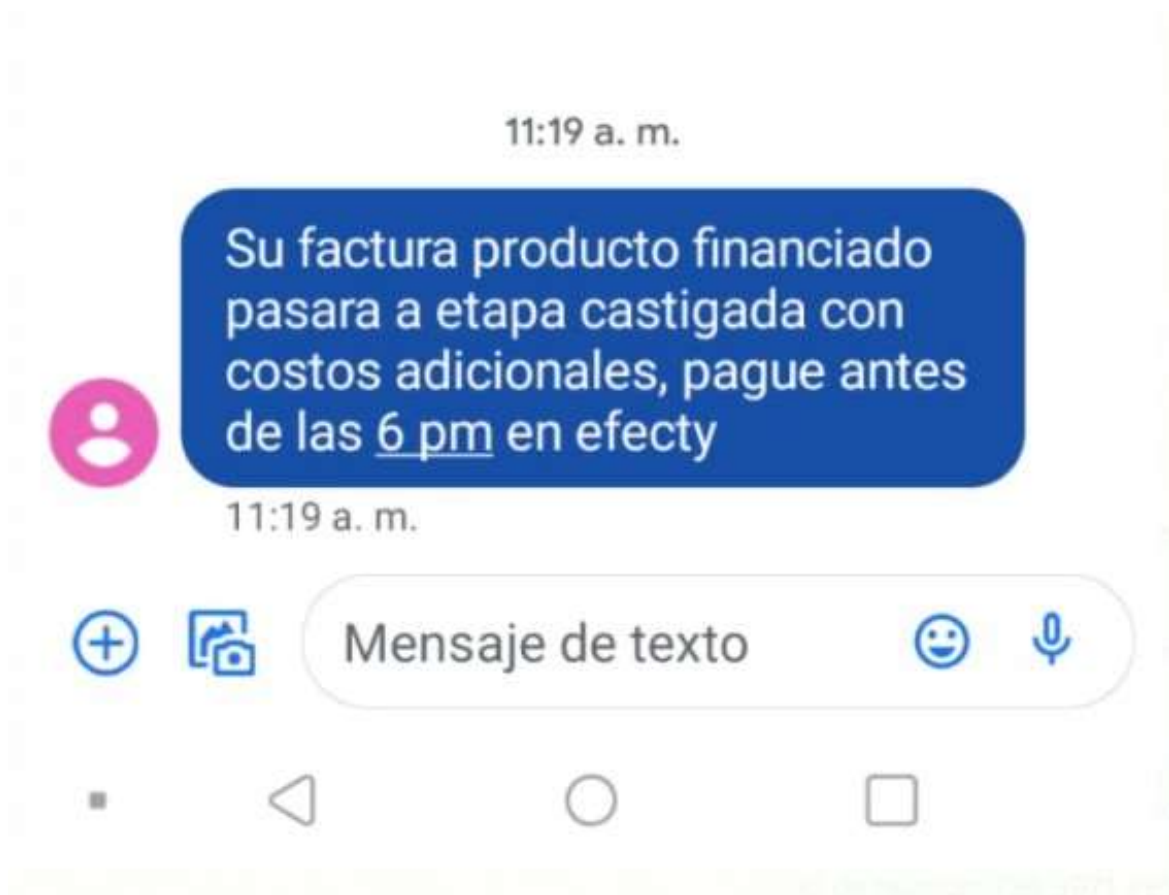 11:19 a. m.
Su factura producto financiado
pasara a etapa castigada con
costos adicionales, pague antes
de las 6 pm en efecty
11:19 a. m.
Mensaje de texto